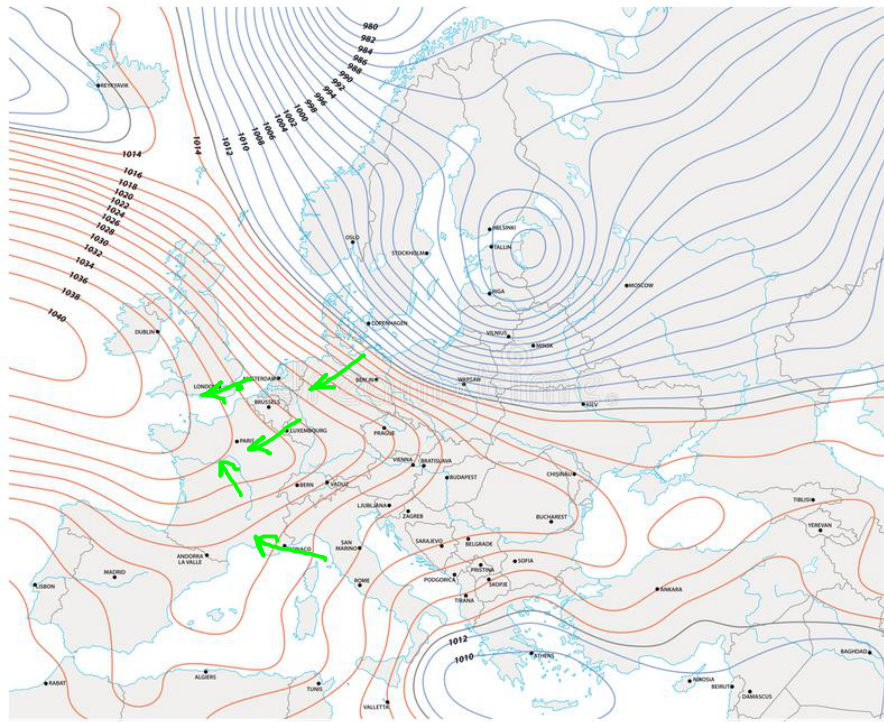 980
982
984
986
988
990
992
994
996
998
1000
1002
1004
1006
1008
1010
1012
1014
REYKJAVIK
1014
1016
1018
1020
1022
1024
1026
1028
1030
1032
1034
1036
1038
1040
HELSINKI
OSLO
TALLIN
STOCKHOLM
RIGA
MOSCOW
COPENHAGEN
DUBLIN
VILNIUS
MINSK
LONDON
AMSTERDAM
BERLIN
WARSAW
BRUSSELS
KIEV
LUXEMBOURG
PRAGUE
PARIS
VIENNA
BRATISLAVA
BERN
VADUZ
BUDAPEST
CHIȘINĂU
LJUBLJANA
ZAGREB
BUCHAREST
TIBLISI
YEREVAN
SAN
MARINO
SARAJEVO
BELGRADE
ANDORRA
LA VALLE
MADRID
SOFIA
PRISTINA
PODGORICA
SKOPJE
LISBON
ROME
TIRANA
ANKARA
1012
1010
ATHENS
BAGHDAD
ALGIERS
RABAT
TUNIS
NIKOSIA
BEIRUT
DAMASCUS
VALLETTA